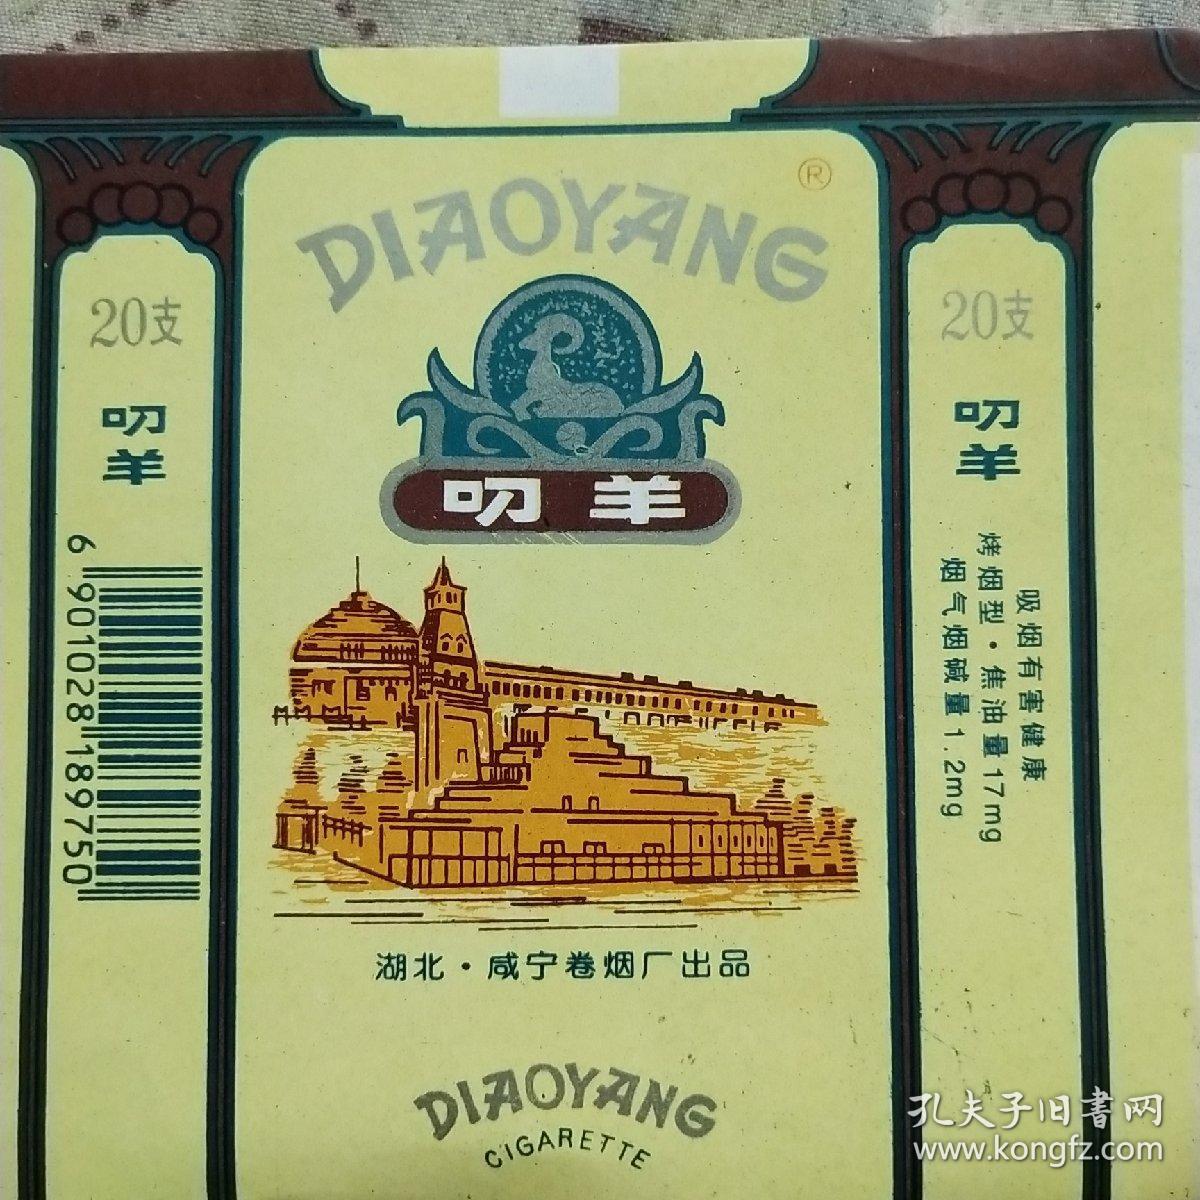 DIAOYANG
®
叼羊
湖北·咸宁卷烟厂出品
DIAOYANG
CIGARETTE
20支
叼羊
6 901028 189750
20支
叼羊
吸烟有害健康
烤烟型·焦油量17mg
烟气烟碱量1.2mg
孔夫子旧书网
www.kongfz.com